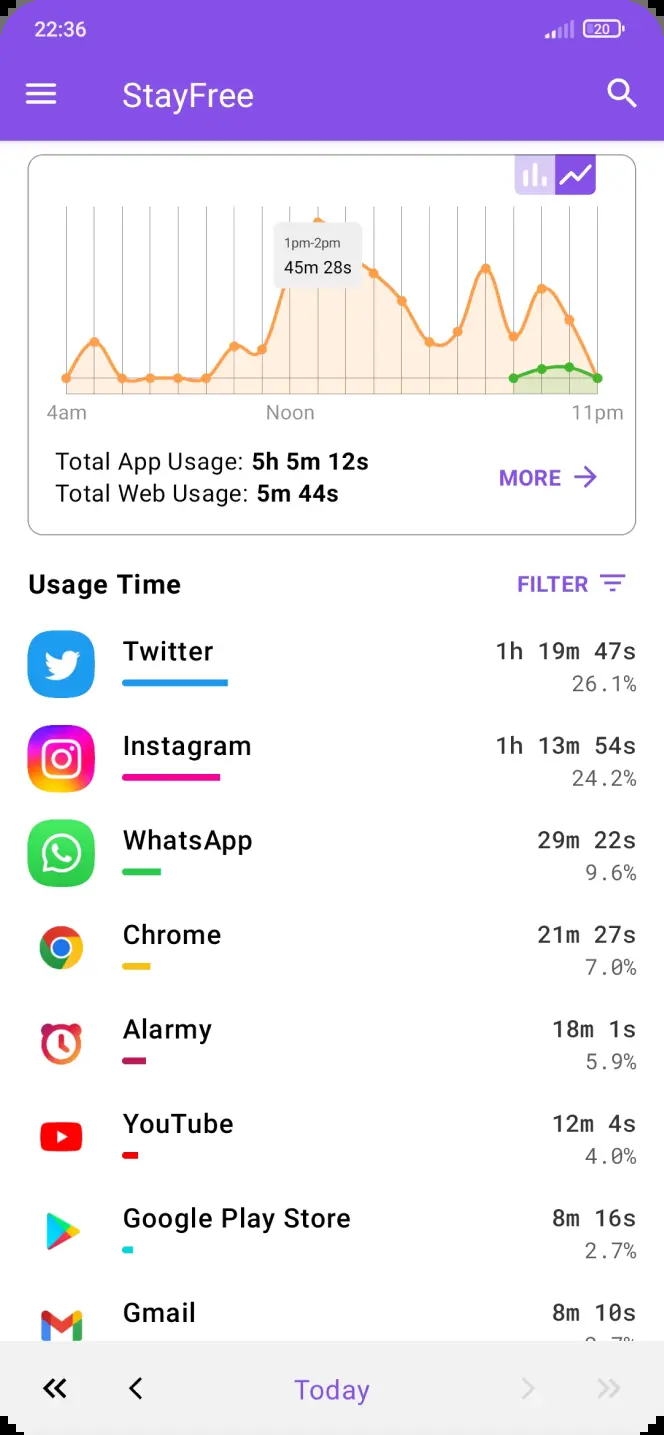 22:36
20
StayFree
1pm-2pm
45m 28s
4am Noon 11pm
Total App Usage: 5h 5m 12s
Total Web Usage: 5m 44s
MORE
Usage Time FILTER
Twitter 1h 19m 47s
26.1%
Instagram 1h 13m 54s
24.2%
WhatsApp 29m 22s
9.6%
Chrome 21m 27s
7.0%
Alarmy 18m 1s
5.9%
YouTube 12m 4s
4.0%
Google Play Store 8m 16s
2.7%
Gmail 8m 10s
Today